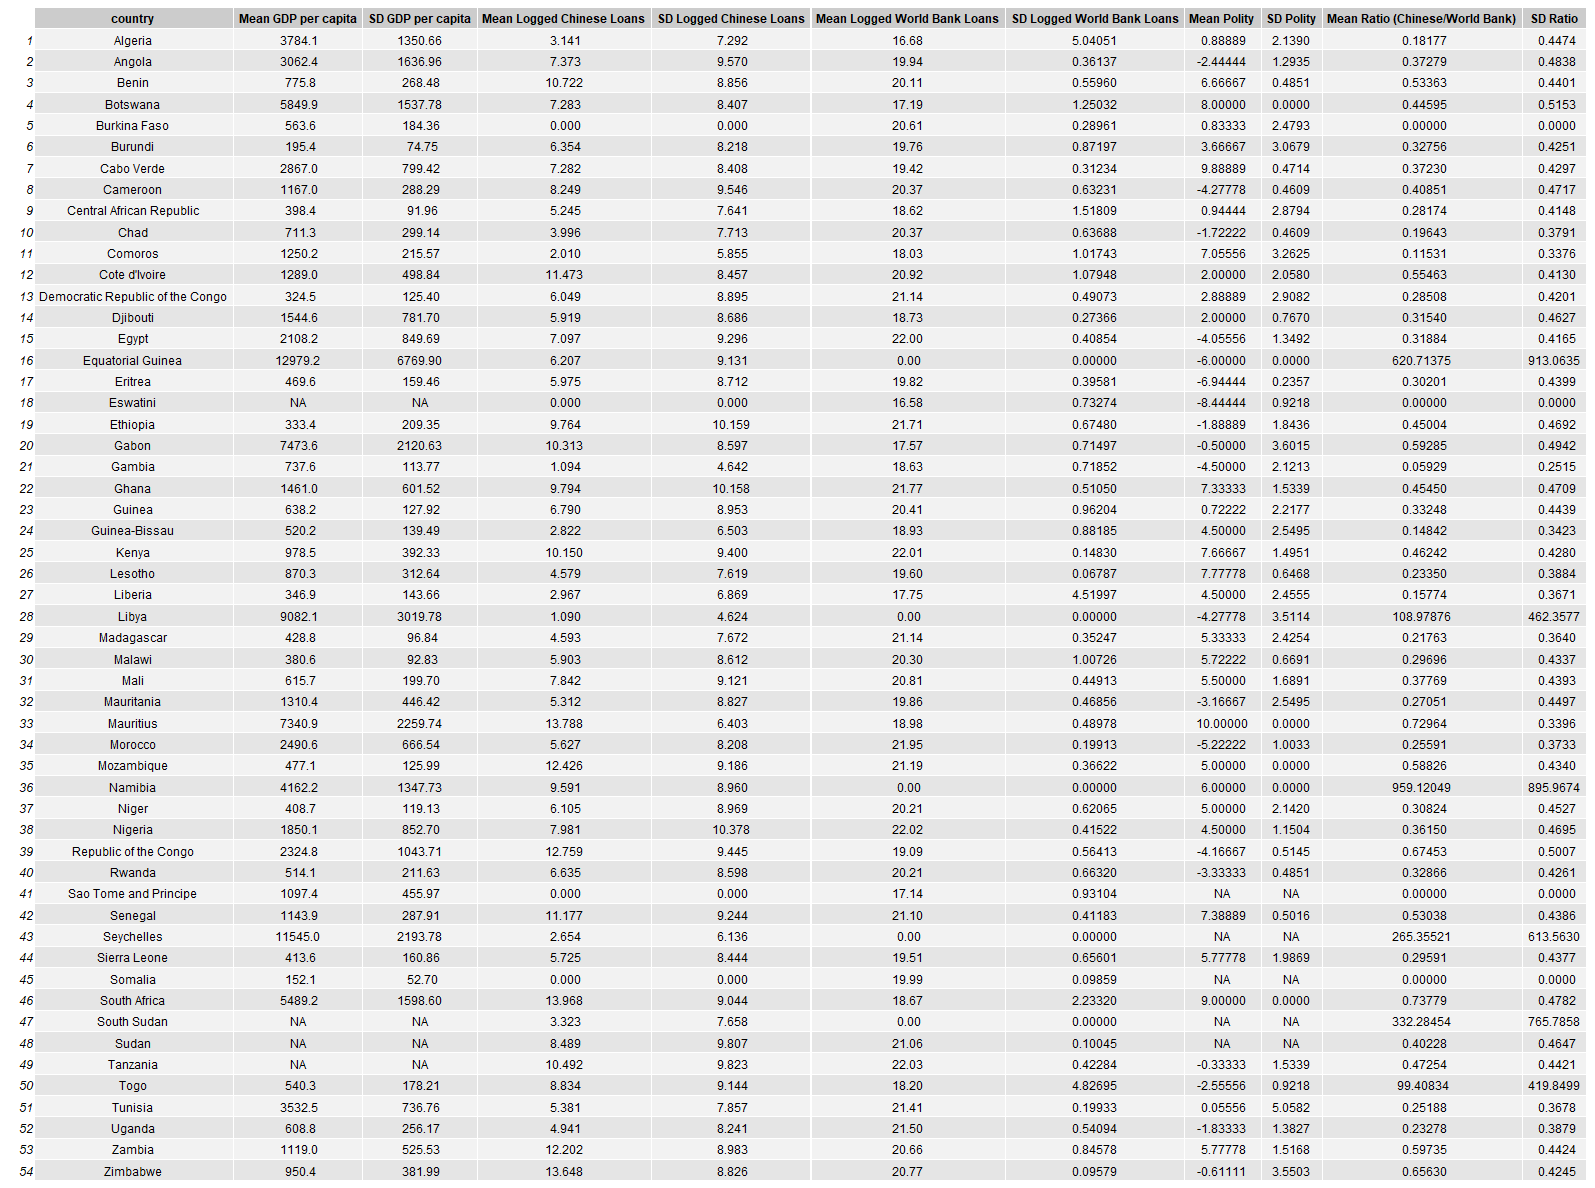 country Mean GDP per capita SD GDP per capita Mean Logged Chinese Loans SD Logged Chinese Loans Mean Logged World Bank Loans SD Logged World Bank Loans Mean Polity SD Polity Mean Ratio (Chinese/World Bank) SD Ratio
1 Algeria 3784.1 1350.66 3.141 7.292 16.68 5.04051 0.88889 2.1390 0.18177 0.4474
2 Angola 3062.4 1636.96 7.373 9.570 19.94 0.36137 -2.44444 1.2935 0.37279 0.4838
3 Benin 775.8 268.48 10.722 8.856 20.11 0.55960 6.66667 0.4851 0.53363 0.4401
4 Botswana 5849.9 1537.78 7.283 8.407 17.19 1.25032 8.00000 0.0000 0.44595 0.5153
5 Burkina Faso 563.6 184.36 0.000 0.000 20.61 0.28961 0.83333 2.4793 0.00000 0.0000
6 Burundi 195.4 74.75 6.354 8.218 19.76 0.87197 3.66667 3.0679 0.32756 0.4251
7 Cabo Verde 2867.0 799.42 7.282 8.408 19.42 0.31234 9.88889 0.4714 0.37230 0.4297
8 Cameroon 1167.0 288.29 8.249 9.546 20.37 0.63231 -4.27778 0.4609 0.40851 0.4717
9 Central African Republic 398.4 91.96 5.245 7.641 18.62 1.51809 0.94444 2.8794 0.28174 0.4148
10 Chad 711.3 299.14 3.996 7.713 20.37 0.63688 -1.72222 0.4609 0.19643 0.3791
11 Comoros 1250.2 215.57 2.010 5.855 18.03 1.01743 7.05556 3.2625 0.11531 0.3376
12 Cote d'Ivoire 1289.0 498.84 11.473 8.457 20.92 1.07948 2.00000 2.0580 0.55463 0.4130
13 Democratic Republic of the Congo 324.5 125.40 6.049 8.895 21.14 0.49073 2.88889 2.9082 0.28508 0.4201
14 Djibouti 1544.6 781.70 5.919 8.686 18.73 0.27366 2.00000 0.7670 0.31540 0.4627
15 Egypt 2108.2 849.69 7.097 9.296 22.00 0.40854 -4.05556 1.3492 0.31884 0.4165
16 Equatorial Guinea 12979.2 6769.90 6.207 9.131 0.00 0.00000 -6.00000 0.0000 620.71375 913.0635
17 Eritrea 469.6 159.46 5.975 8.712 19.82 0.39581 -6.94444 0.2357 0.30201 0.4399
18 Eswatini NA NA 0.000 0.000 16.58 0.73274 -8.44444 0.9218 0.00000 0.0000
19 Ethiopia 333.4 209.35 9.764 10.159 21.71 0.67480 -1.88889 1.8436 0.45004 0.4692
20 Gabon 7473.6 2120.63 10.313 8.597 17.57 0.71497 -0.50000 3.6015 0.59285 0.4942
21 Gambia 737.6 113.77 1.094 4.642 18.63 0.71852 -4.50000 2.1213 0.05929 0.2515
22 Ghana 1461.0 601.52 9.794 10.158 21.77 0.51050 7.33333 1.5339 0.45450 0.4709
23 Guinea 638.2 127.92 6.790 8.953 20.41 0.96204 0.72222 2.2177 0.33248 0.4439
24 Guinea-Bissau 520.2 139.49 2.822 6.503 18.93 0.88185 4.50000 2.5495 0.14842 0.3423
25 Kenya 978.5 392.33 10.150 9.400 22.01 0.14830 7.66667 1.4951 0.46242 0.4280
26 Lesotho 870.3 312.64 4.579 7.619 19.60 0.06787 7.77778 0.6468 0.23350 0.3884
27 Liberia 346.9 143.66 2.967 6.869 17.75 4.51997 4.50000 2.4555 0.15774 0.3671
28 Libya 9082.1 3019.78 1.090 4.624 0.00 0.00000 -4.27778 3.5114 108.97876 462.3577
29 Madagascar 428.8 96.84 4.593 7.672 21.14 0.35247 5.33333 2.4254 0.21763 0.3640
30 Malawi 380.6 92.83 5.903 8.612 20.30 1.00726 5.72222 0.6691 0.29696 0.4337
31 Mali 615.7 199.70 7.842 9.121 20.81 0.44913 5.50000 1.6891 0.37769 0.4393
32 Mauritania 1310.4 446.42 5.312 8.827 19.86 0.46856 -3.16667 2.5495 0.27051 0.4497
33 Mauritius 7340.9 2259.74 13.788 6.403 18.98 0.48978 10.00000 0.0000 0.72964 0.3396
34 Morocco 2490.6 666.54 5.627 8.208 21.95 0.19913 -5.22222 1.0033 0.25591 0.3733
35 Mozambique 477.1 125.99 12.426 9.186 21.19 0.36622 5.00000 0.0000 0.58826 0.4340
36 Namibia 4162.2 1347.73 9.591 8.960 0.00 0.00000 6.00000 0.0000 959.12049 895.9674
37 Niger 408.7 119.13 6.105 8.969 20.21 0.62065 5.00000 2.1420 0.30824 0.4527
38 Nigeria 1850.1 852.70 7.981 10.378 22.02 0.41522 4.50000 1.1504 0.36150 0.4695
39 Republic of the Congo 2324.8 1043.71 12.759 9.445 19.09 0.56413 -4.16667 0.5145 0.67453 0.5007
40 Rwanda 514.1 211.63 6.635 8.598 20.21 0.66320 -3.33333 0.4851 0.32866 0.4261
41 Sao Tome and Principe 1097.4 455.97 0.000 0.000 17.14 0.93104 NA NA 0.00000 0.0000
42 Senegal 1143.9 287.91 11.177 9.244 21.10 0.41183 7.38889 0.5016 0.53038 0.4386
43 Seychelles 11545.0 2193.78 2.654 6.136 0.00 0.00000 NA NA 265.35521 613.5630
44 Sierra Leone 413.6 160.86 5.725 8.444 19.51 0.65601 5.77778 1.9869 0.29591 0.4377
45 Somalia 152.1 52.70 0.000 0.000 19.99 0.09859 NA NA 0.00000 0.0000
46 South Africa 5489.2 1598.60 13.968 9.044 18.67 2.23320 9.00000 0.0000 0.73779 0.4782
47 South Sudan NA NA 3.323 7.658 0.00 0.00000 NA NA 332.28454 765.7858
48 Sudan NA NA 8.489 9.807 21.06 0.10045 NA NA 0.40228 0.4647
49 Tanzania NA NA 10.492 9.823 22.03 0.42284 -0.33333 1.5339 0.47254 0.4421
50 Togo 540.3 178.21 8.834 9.144 18.20 4.82695 -2.55556 0.9218 99.40834 419.8499
51 Tunisia 3532.5 736.76 5.381 7.857 21.41 0.19933 0.05556 5.0582 0.25188 0.3678
52 Uganda 608.8 256.17 4.941 8.241 21.50 0.54094 -1.83333 1.3827 0.23278 0.3879
53 Zambia 1119.0 525.53 12.202 8.983 20.66 0.84578 5.77778 1.5168 0.59735 0.4424
54 Zimbabwe 950.4 381.99 13.648 8.826 20.77 0.09579 -0.61111 3.5503 0.65630 0.4245